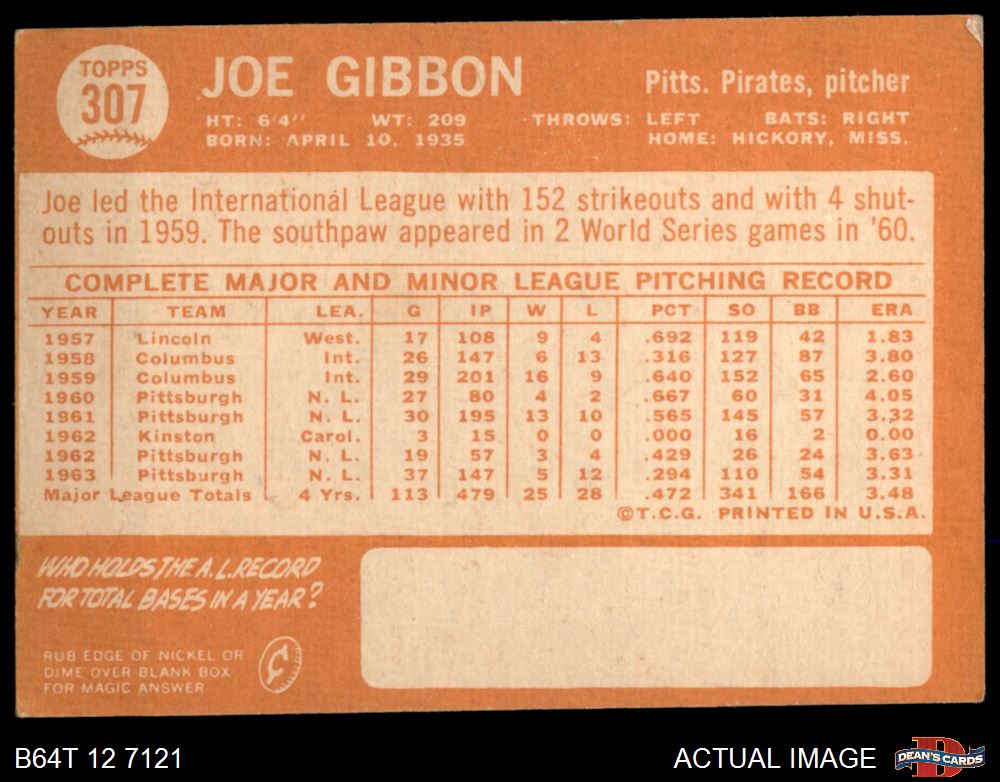 TOPPS
307
JOE GIBBON
Pitts. Pirates, pitcher
HT: 6'4'' WT: 209 THROWS: LEFT BATS: RIGHT
BORN: APRIL 10, 1935 HOME: HICKORY, MISS.
Joe led the International League with 152 strikeouts and with 4 shut-
outs in 1959. The southpaw appeared in 2 World Series games in '60.
COMPLETE MAJOR AND MINOR LEAGUE PITCHING RECORD
YEAR TEAM LEA. G IP W L PCT SO BB ERA
1957 Lincoln West. 17 108 9 4 .692 119 42 1.83
1958 Columbus Int. 26 147 6 13 .316 127 87 3.80
1959 Columbus Int. 29 201 16 9 .640 152 65 2.60
1960 Pittsburgh N. L. 27 80 4 2 .667 60 31 4.05
1961 Pittsburgh N. L. 30 195 13 10 .565 145 57 3.32
1962 Kinston Carol. 3 15 0 0 .000 16 2 0.00
1962 Pittsburgh N. L. 19 57 3 4 .429 26 24 3.63
1963 Pittsburgh N. L. 37 147 5 12 .294 110 54 3.31
Major League Totals 4 Yrs. 113 479 25 28 .472 341 166 3.48
©T.C.G. PRINTED IN U.S.A.
WHO HOLDS THE A.L. RECORD
FOR TOTAL BASES IN A YEAR?
RUB EDGE OF NICKEL OR
DIME OVER BLANK BOX
FOR MAGIC ANSWER
B64T 12 7121
ACTUAL IMAGE
D
DEAN'S CARDS